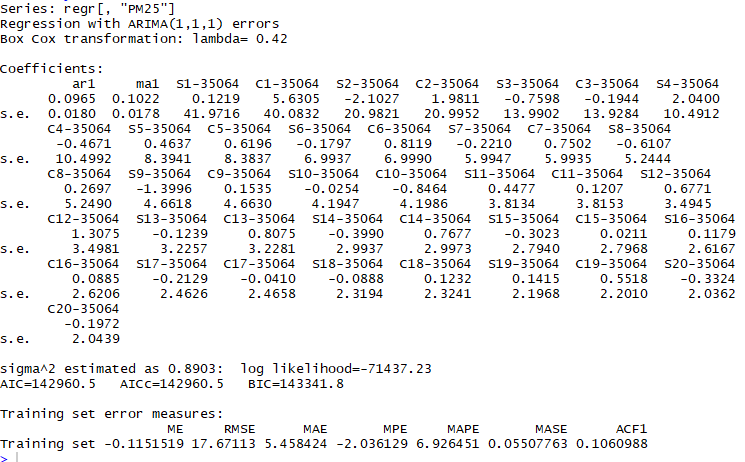 Series: regr[, "PM25"]
Regression with ARIMA(1,1,1) errors
Box Cox transformation: lambda= 0.42
Coefficients:
ar1 ma1 S1-35064 C1-35064 S2-35064 C2-35064 S3-35064 C3-35064 S4-35064
0.0965 0.1022 0.1219 5.6305 -2.1027 1.9811 -0.7598 -0.1944 2.0400
s.e. 0.0180 0.0178 41.9716 40.0832 20.9821 20.9952 13.9902 13.9284 10.4912
C4-35064 S5-35064 C5-35064 S6-35064 C6-35064 S7-35064 C7-35064 S8-35064
-0.4671 0.4637 0.6196 -0.1797 0.8119 -0.2210 0.7502 -0.6107
s.e. 10.4992 8.3941 8.3837 6.9937 6.9990 5.9947 5.9935 5.2444
C8-35064 S9-35064 C9-35064 S10-35064 C10-35064 S11-35064 C11-35064 S12-35064
0.2697 -1.3996 0.1535 -0.0254 -0.8464 0.4477 0.1207 0.6771
s.e. 5.2490 4.6618 4.6630 4.1947 4.1986 3.8134 3.8153 3.4945
C12-35064 S13-35064 C13-35064 S14-35064 C14-35064 S15-35064 C15-35064 S16-35064
1.3075 -0.1239 0.8075 -0.3990 0.7677 -0.3023 0.0211 0.1179
s.e. 3.4981 3.2257 3.2281 2.9937 2.9973 2.7940 2.7968 2.6167
C16-35064 S17-35064 C17-35064 S18-35064 C18-35064 S19-35064 C19-35064 S20-35064
0.0885 -0.2129 -0.0410 -0.0888 0.1232 0.1415 0.5518 -0.3324
s.e. 2.6206 2.4626 2.4658 2.3194 2.3241 2.1968 2.2010 2.0362
C20-35064
-0.1972
s.e. 2.0439
sigma^2 estimated as 0.8903: log likelihood=-71437.23
AIC=142960.5 AICc=142960.5 BIC=143341.8
Training set error measures:
ME RMSE MAE MPE MAPE MASE ACF1
Training set -0.1151519 17.67113 5.458424 -2.036129 6.926451 0.05507763 0.1060988
>